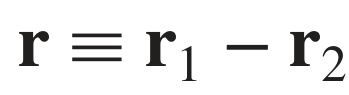 r ≡ r₁ − r₂